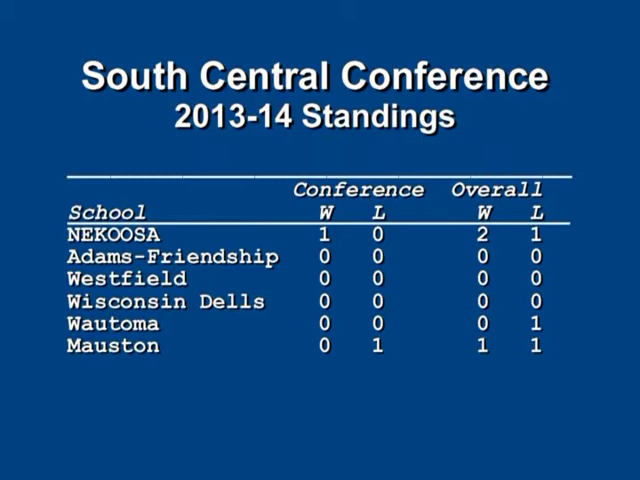 South Central Conference
2013-14 Standings
Conference Overall
School W L W L
NEKOOSA 1 0 2 1
Adams-Friendship 0 0 0 0
Westfield 0 0 0 0
Wisconsin Dells 0 0 0 0
Wautoma 0 0 0 1
Mauston 0 1 1 1